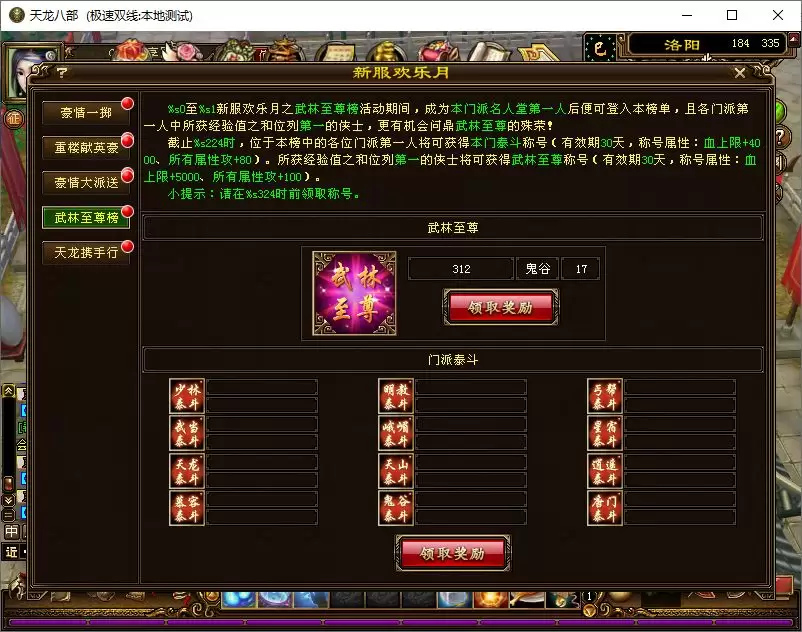 天龙八部 (极速双线:本地测试)
洛阳 184 335
? 新服欢乐月
豪情一掷
重楼献英豪
豪情大派送
武林至尊榜
天龙携手行
%s0至%s1新服欢乐月之武林至尊榜活动期间，成为本门派名人堂第一人后便可登入本榜单，且各门派第
一人中所获经验值之和位列第一的侠士，更有机会问鼎武林至尊的殊荣！
截止%s224时，位于本榜中的各位门派第一人将可获得本门泰斗称号（有效期30天，称号属性：血上限+40
00、所有属性攻+80）。所获经验值之和位列第一的侠士将可获得武林至尊称号（有效期30天，称号属性：血
上限+5000、所有属性攻+100）。
小提示：请在%s324时前领取称号。
武林至尊
武林至尊
312 鬼谷 17
领取奖励
门派泰斗
少林泰斗 明教泰斗 丐帮泰斗
武当泰斗 峨嵋泰斗 星宿泰斗
天龙泰斗 天山泰斗 逍遥泰斗
慕容泰斗 鬼谷泰斗 唐门泰斗
领取奖励
征
近
1